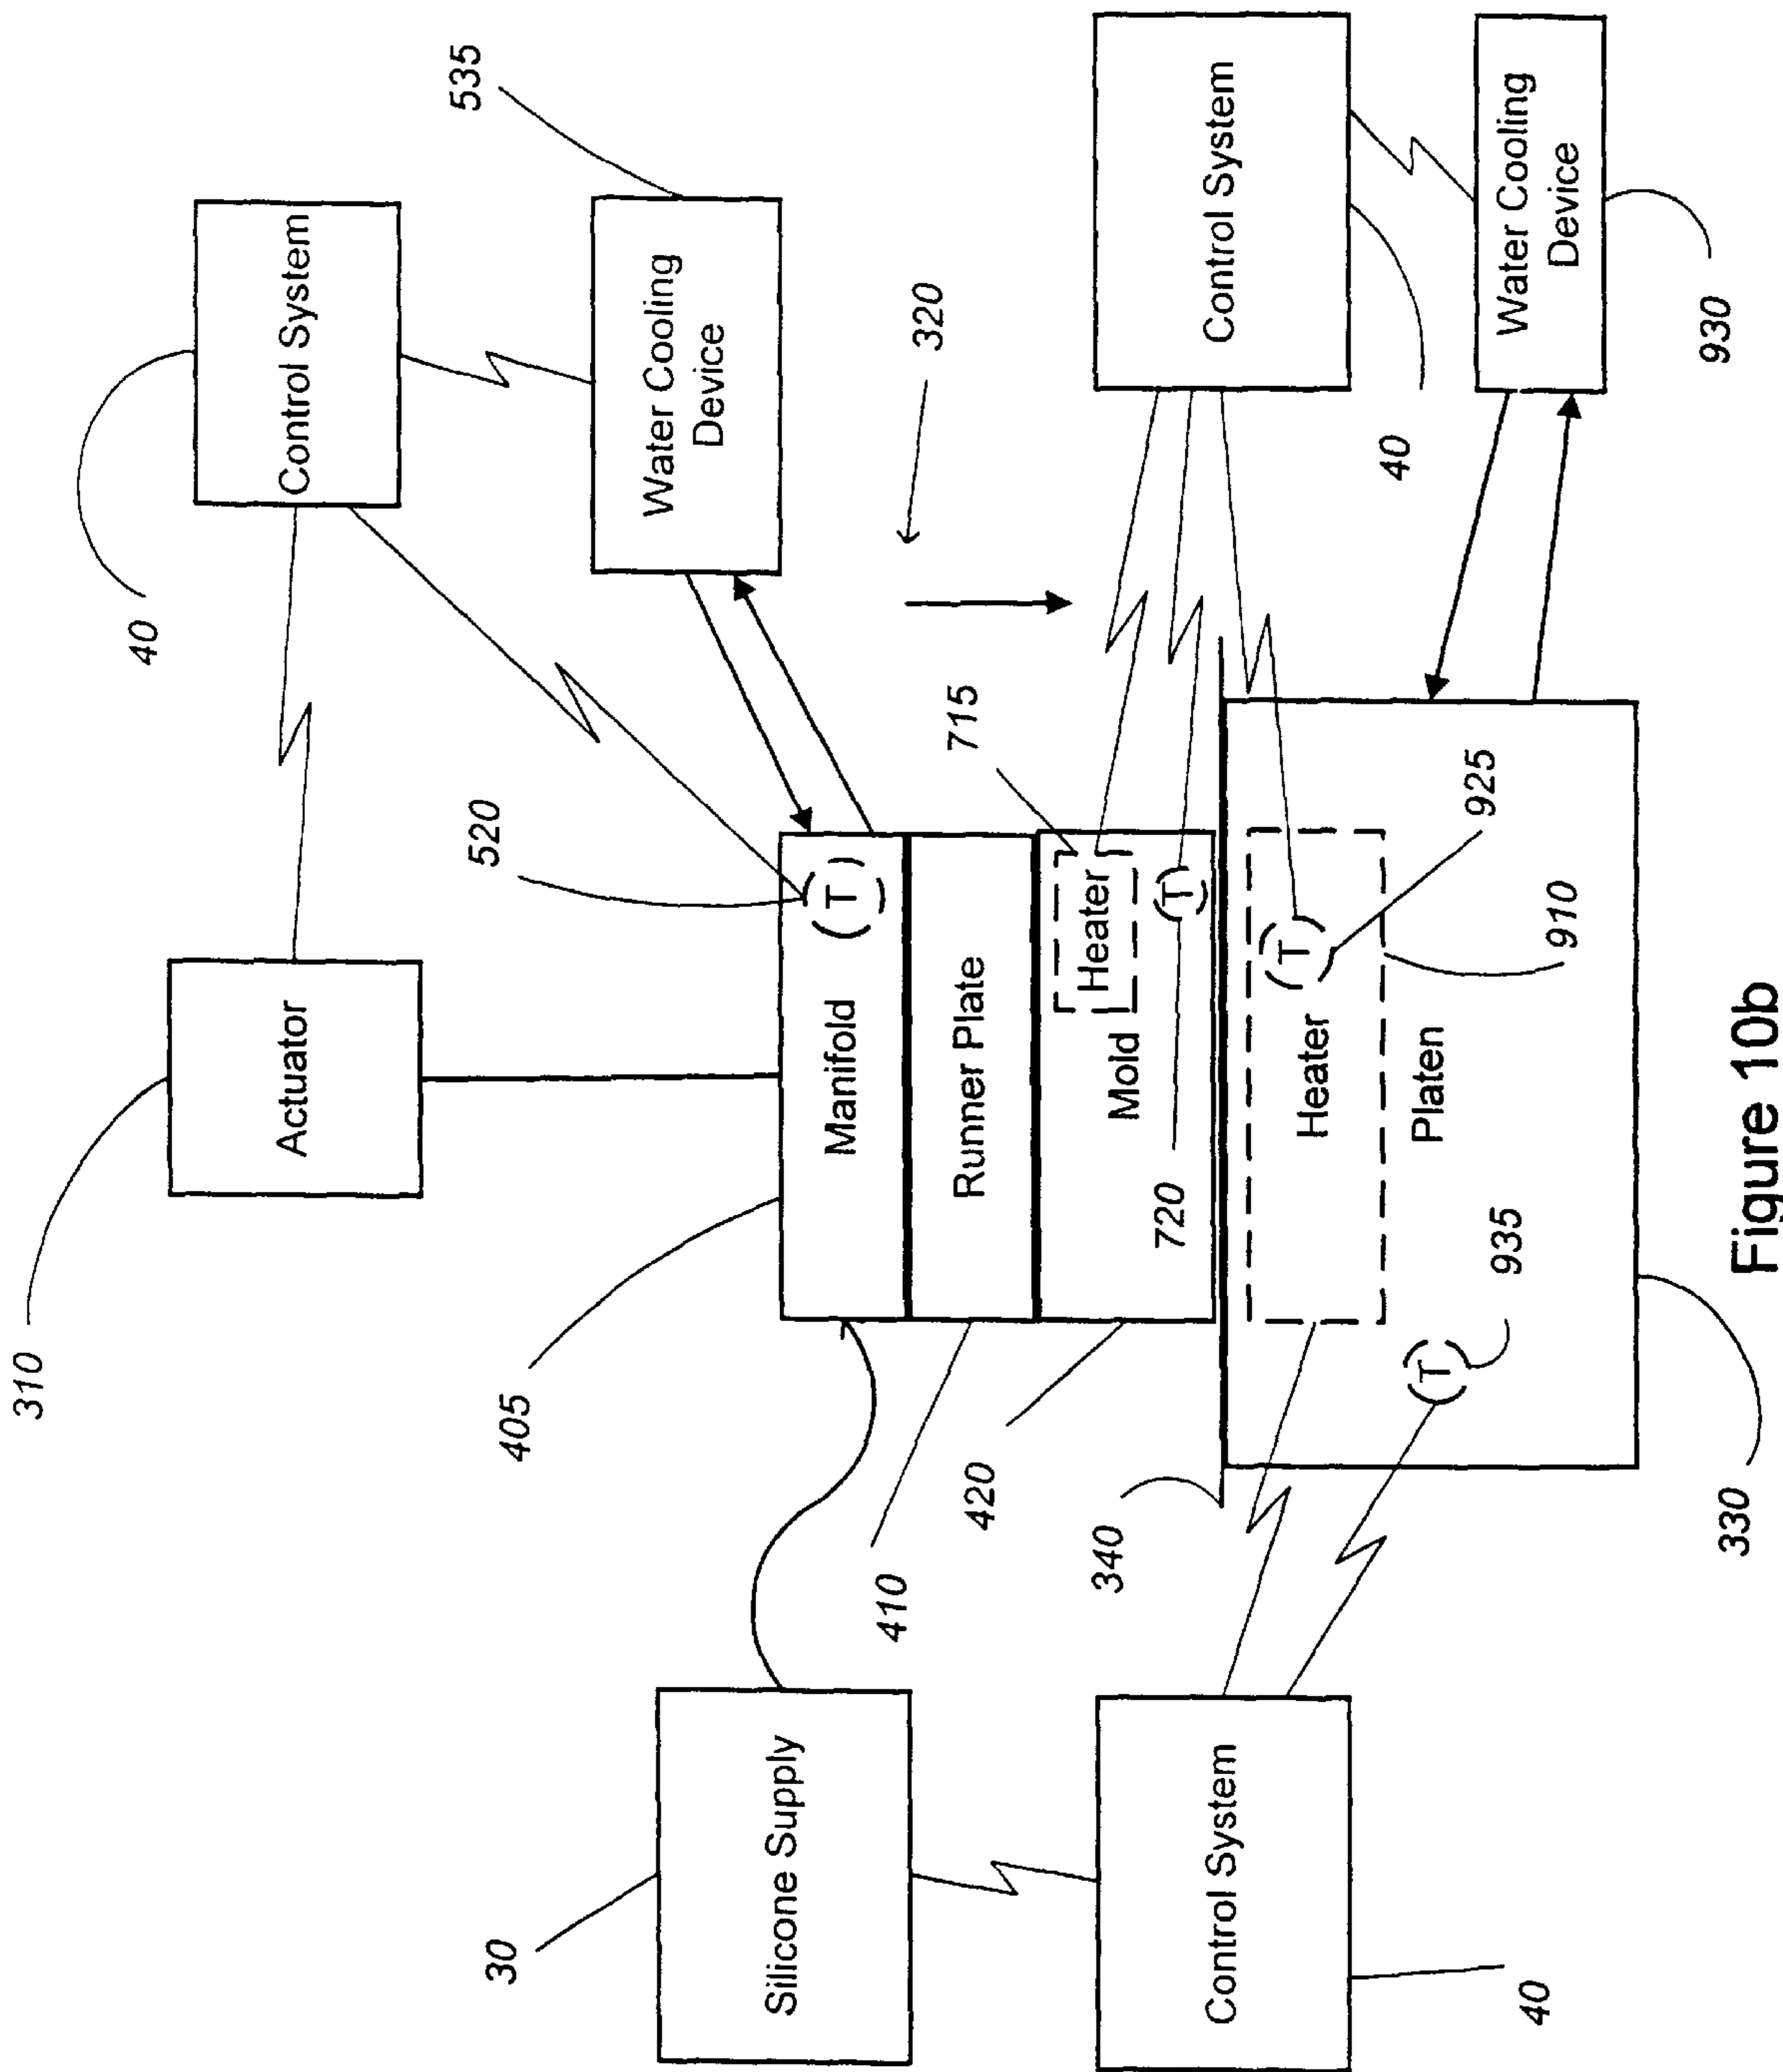 310
Actuator
40
Control System
535
Water Cooling
Device
520
320
405
Manifold
(T)
Runner Plate
410
715
Heater
Mold
(T)
720
420
30
Silicone Supply
340
Control System
40
Control System
40
Water Cooling
Device
930
Heater
(T)
925
910
Platen
(T)
935
330
Figure 10b